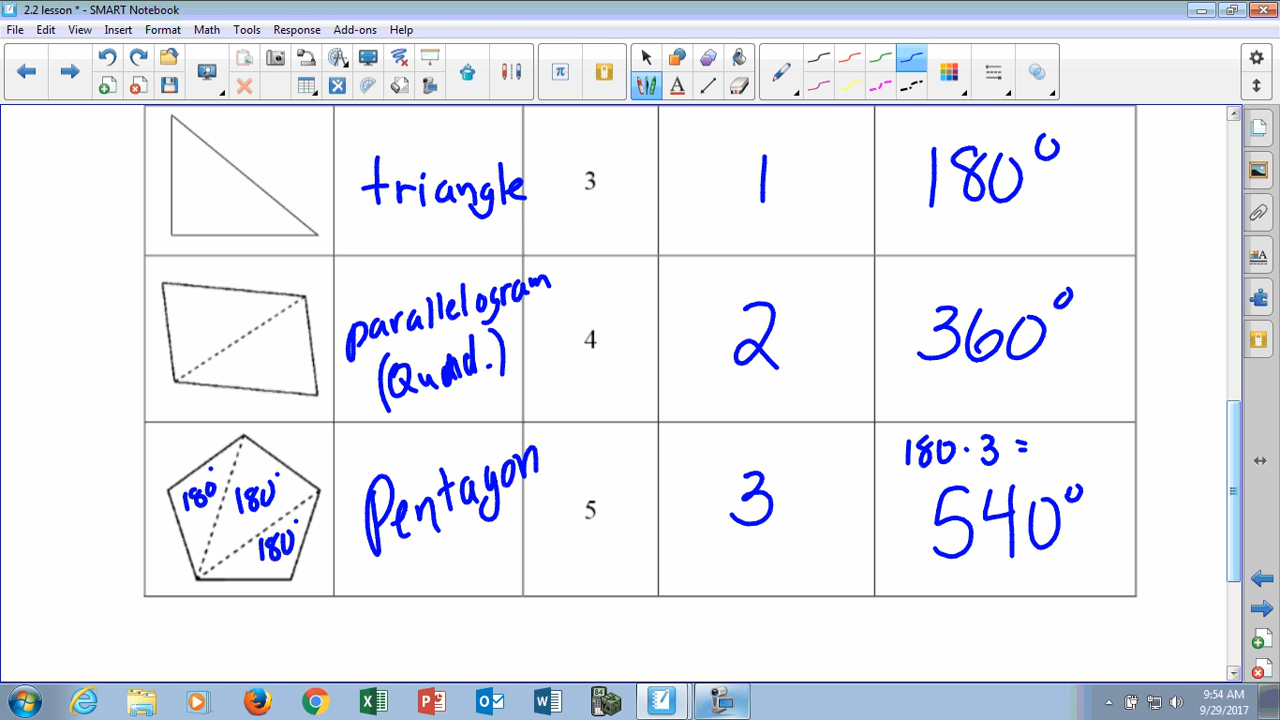 2.2 lesson * - SMART Notebook
File Edit View Insert Format Math Tools Response Add-ons Help
triangle 3 1 180°
parallelogram
(Quad.) 4 2 360°
180° 180° 180° Pentagon 5 3 180·3 =
540°
9:54 AM
9/29/2017